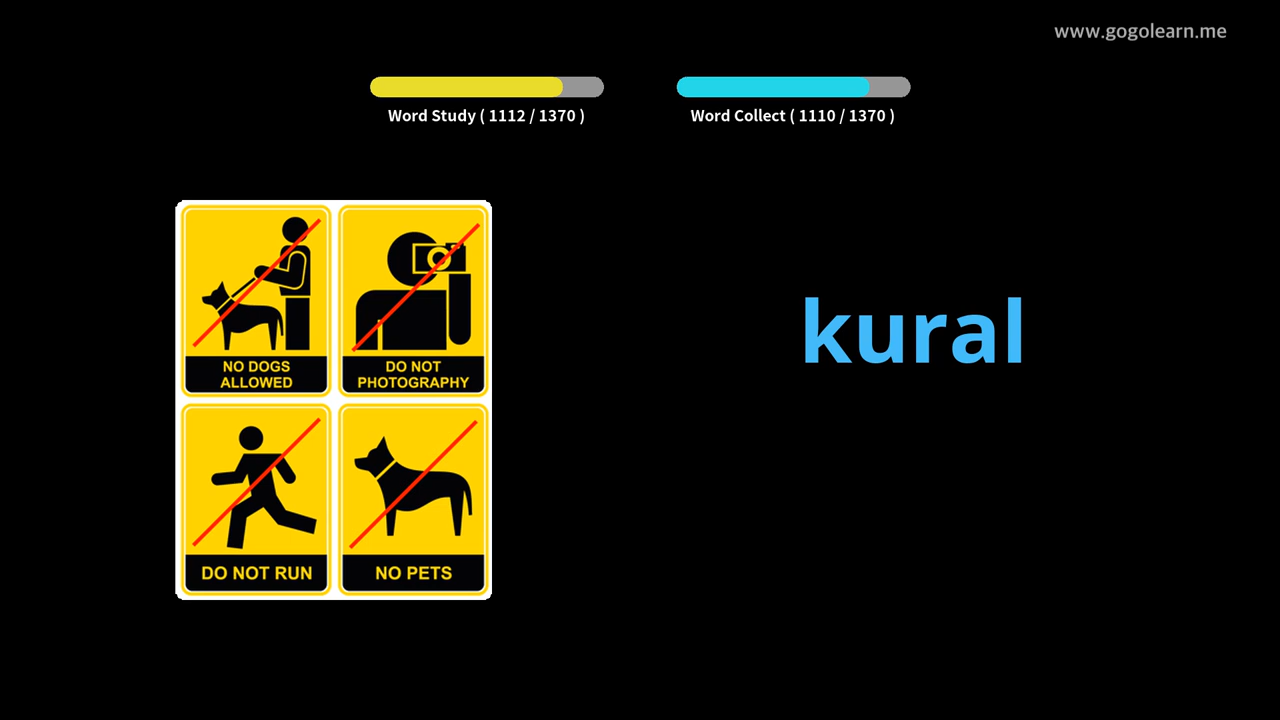 www.gogolearn.me
Word Study ( 1112 / 1370 )
Word Collect ( 1110 / 1370 )
NO DOGS
ALLOWED
DO NOT
PHOTOGRAPHY
DO NOT RUN
NO PETS
kural